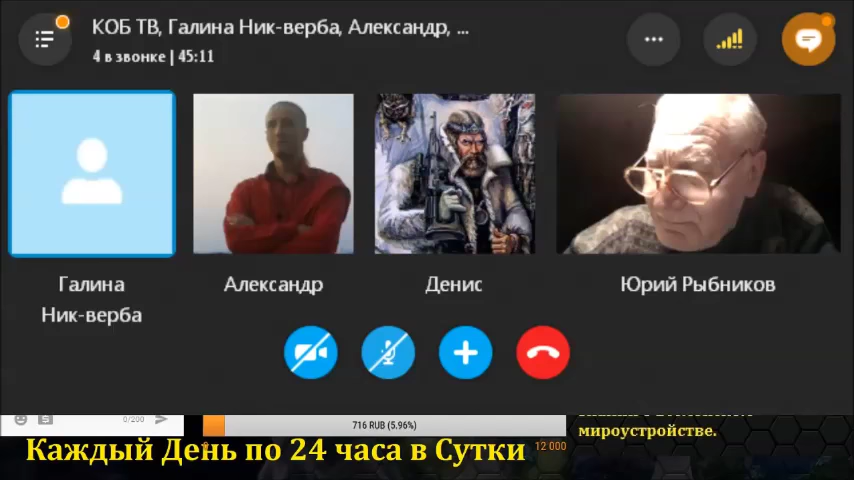 КОБ ТВ, Галина Ник-верба, Александр, ...
4 в звонке | 45:11
Галина
Ник-верба
Александр
Денис
Юрий Рыбников
0/200
716 RUB (5.96%)
12 000
мироустройстве.
Каждый День по 24 часа в Сутки